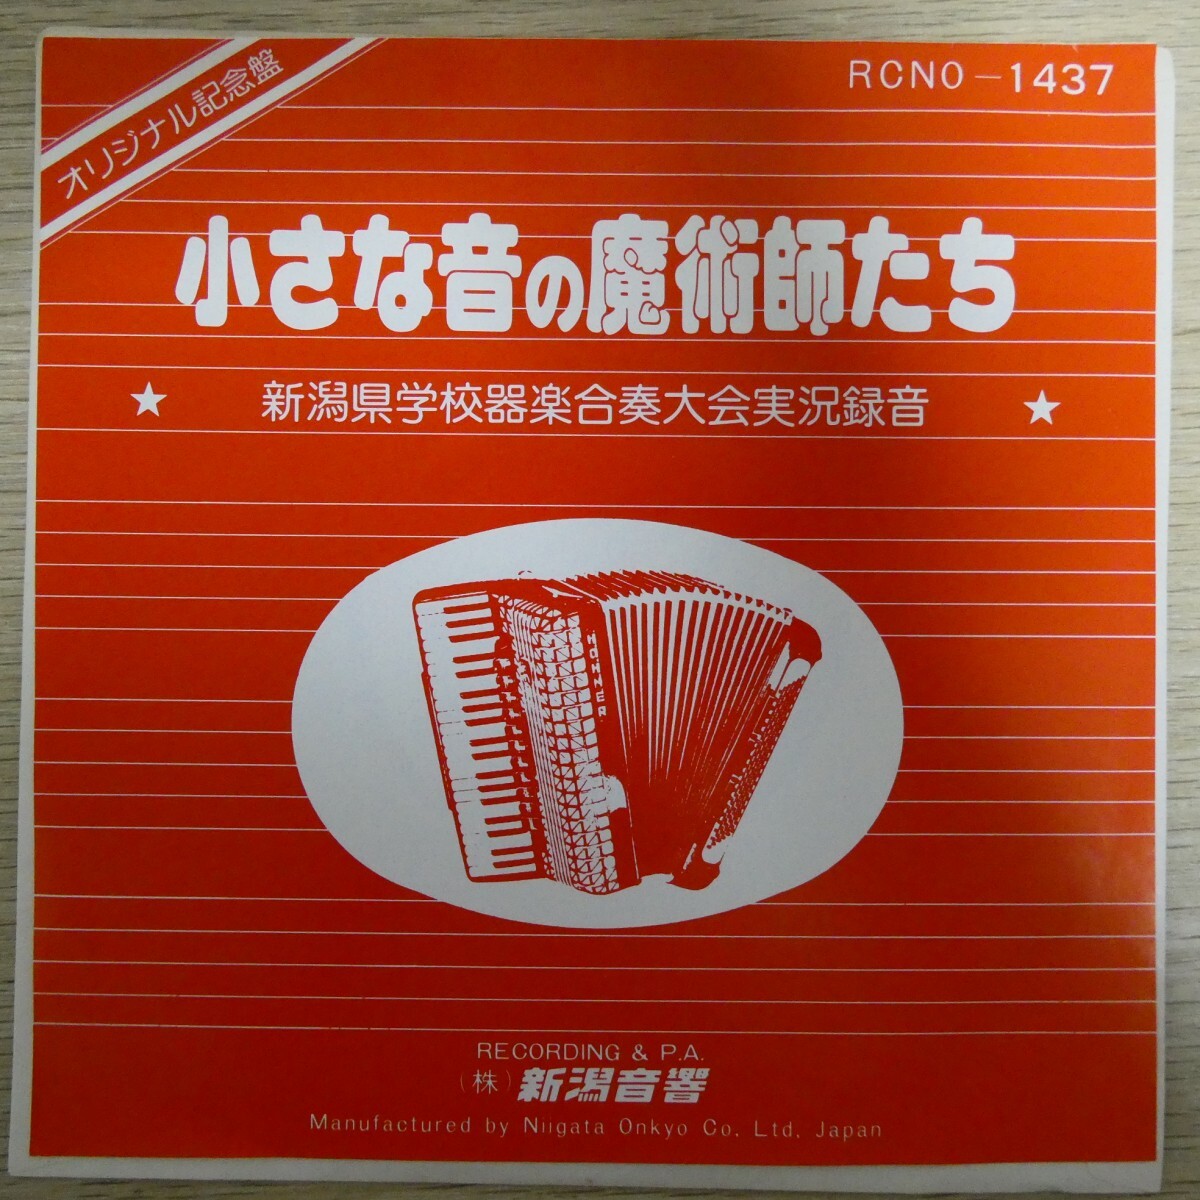 オリジナル記念盤
RCNO-1437
小さな音の魔術師たち
★ 新潟県学校器楽合奏大会実況録音 ★
HOHNER
RECORDING & P.A.
(株)新潟音響
Manufactured by Niigata Onkyo Co. Ltd, Japan